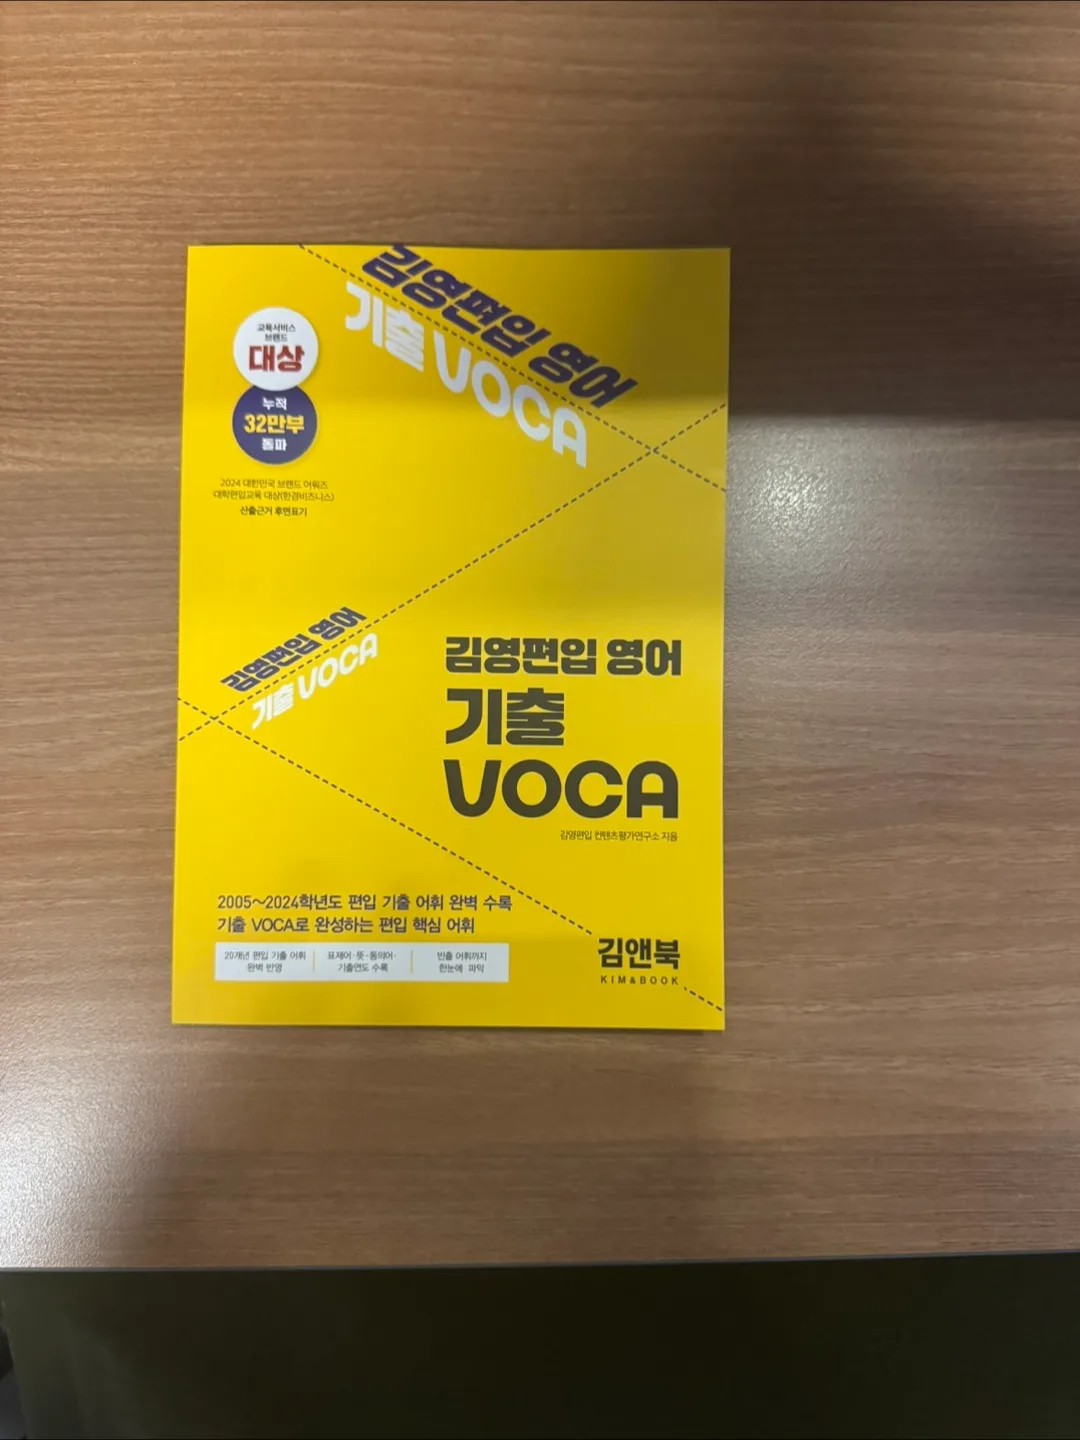 김영편입 영어
기출 VOCA
교육서비스
브랜드
대상
누적
32만부
돌파
2024 대한민국 브랜드 어워즈
대학편입교육 대상(한경비즈니스)
산출근거 후면표기
김영편입 영어
기출 VOCA
김영편입 영어
기출
VOCA
김영편입 컨텐츠평가연구소 지음
2005~2024학년도 편입 기출 어휘 완벽 수록
기출 VOCA로 완성하는 편입 핵심 어휘
20개년 편입 기출 어휘
완벽 반영
표제어·뜻·동의어·
기출연도 수록
빈출 어휘까지
한눈에 파악
김앤북
KIM&BOOK